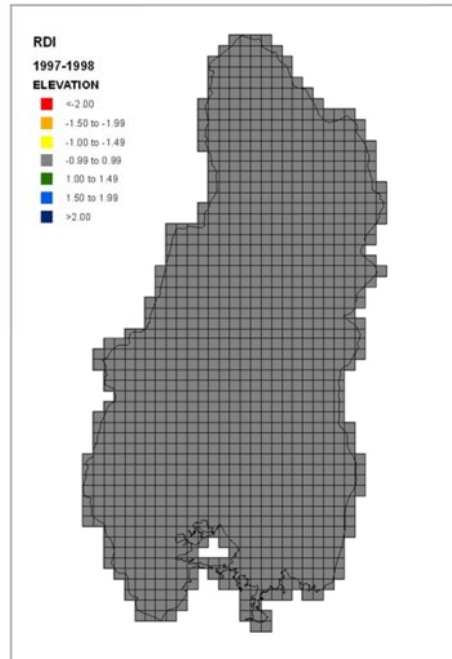 RDI
1997-1998
ELEVATION
<-2.00
-1.50 to -1.99
-1.00 to -1.49
-0.99 to 0.99
1.00 to 1.49
1.50 to 1.99
>2.00